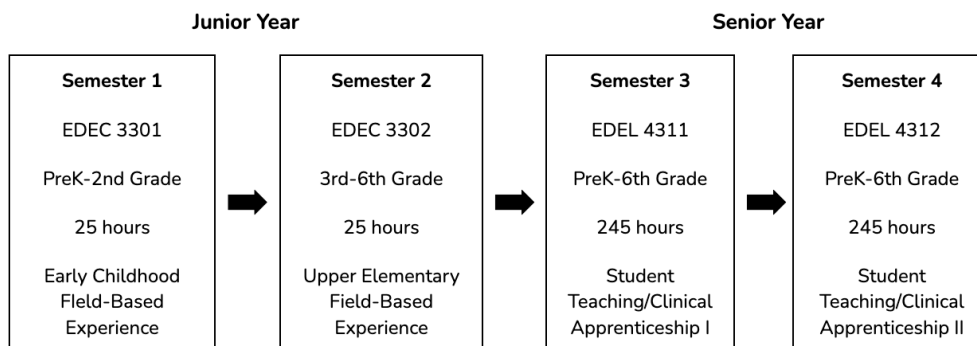 Junior Year
Senior Year
Semester 1
EDEC 3301
PreK-2nd Grade
25 hours
Early Childhood
FIeld-Based
Experience
Semester 2
EDEC 3302
3rd-6th Grade
25 hours
Upper Elementary
Field-Based
Experience
Semester 3
EDEL 4311
PreK-6th Grade
245 hours
Student
Teaching/Clinical
Apprenticeship I
Semester 4
EDEL 4312
PreK-6th Grade
245 hours
Student
Teaching/Clinical
Apprenticeship II